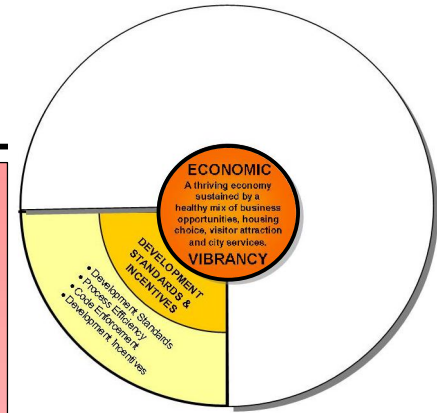 ECONOMIC
A thriving economy
sustained by a
healthy mix of business
opportunities, housing
choice, visitor attraction
and city services.
VIBRANCY
DEVELOPMENT
STANDARDS &
INCENTIVES
• Development Standards
• Process Efficiency
• Code Enforcement
• Development Incentives